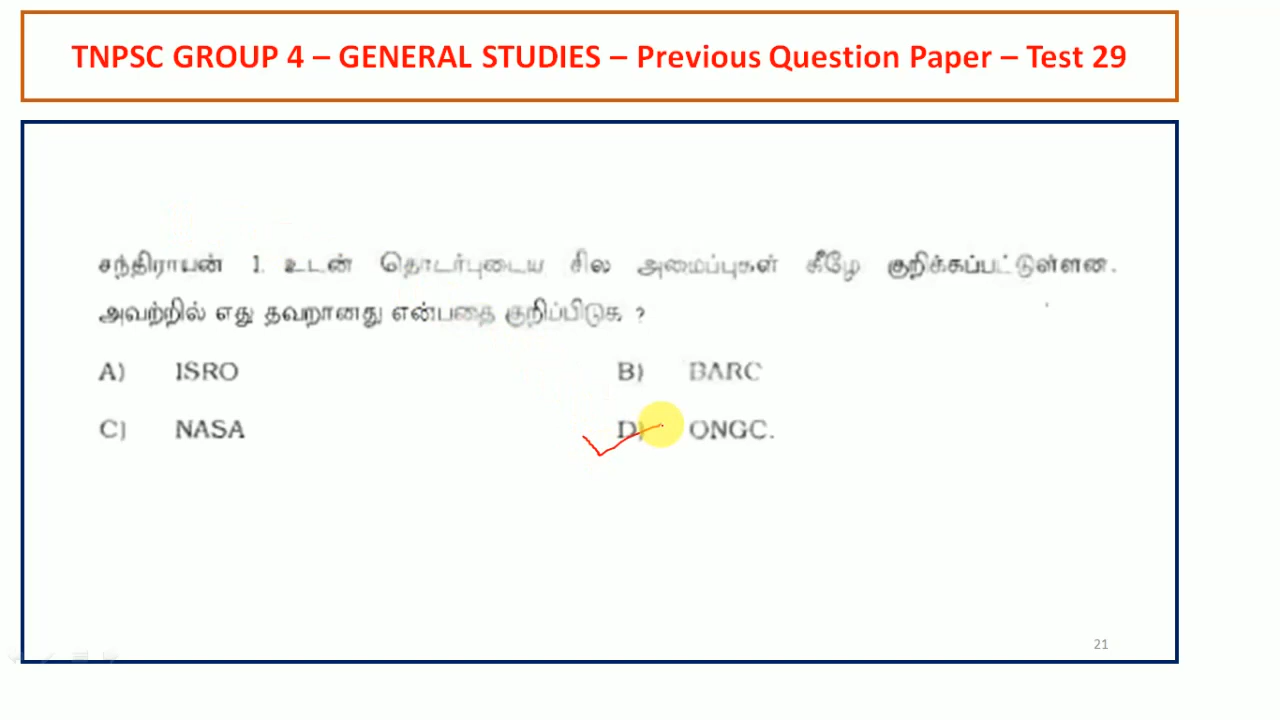 TNPSC GROUP 4 – GENERAL STUDIES – Previous Question Paper – Test 29
சந்திராயன் 1. உடன் தொடர்புடைய சில அமைப்புகள் கீழே குறிக்கப்பட்டுள்ளன.
அவற்றில் எது தவறானது என்பதை குறிப்பிடுக ?
A) ISRO B) BARC
C) NASA D) ONGC.
21